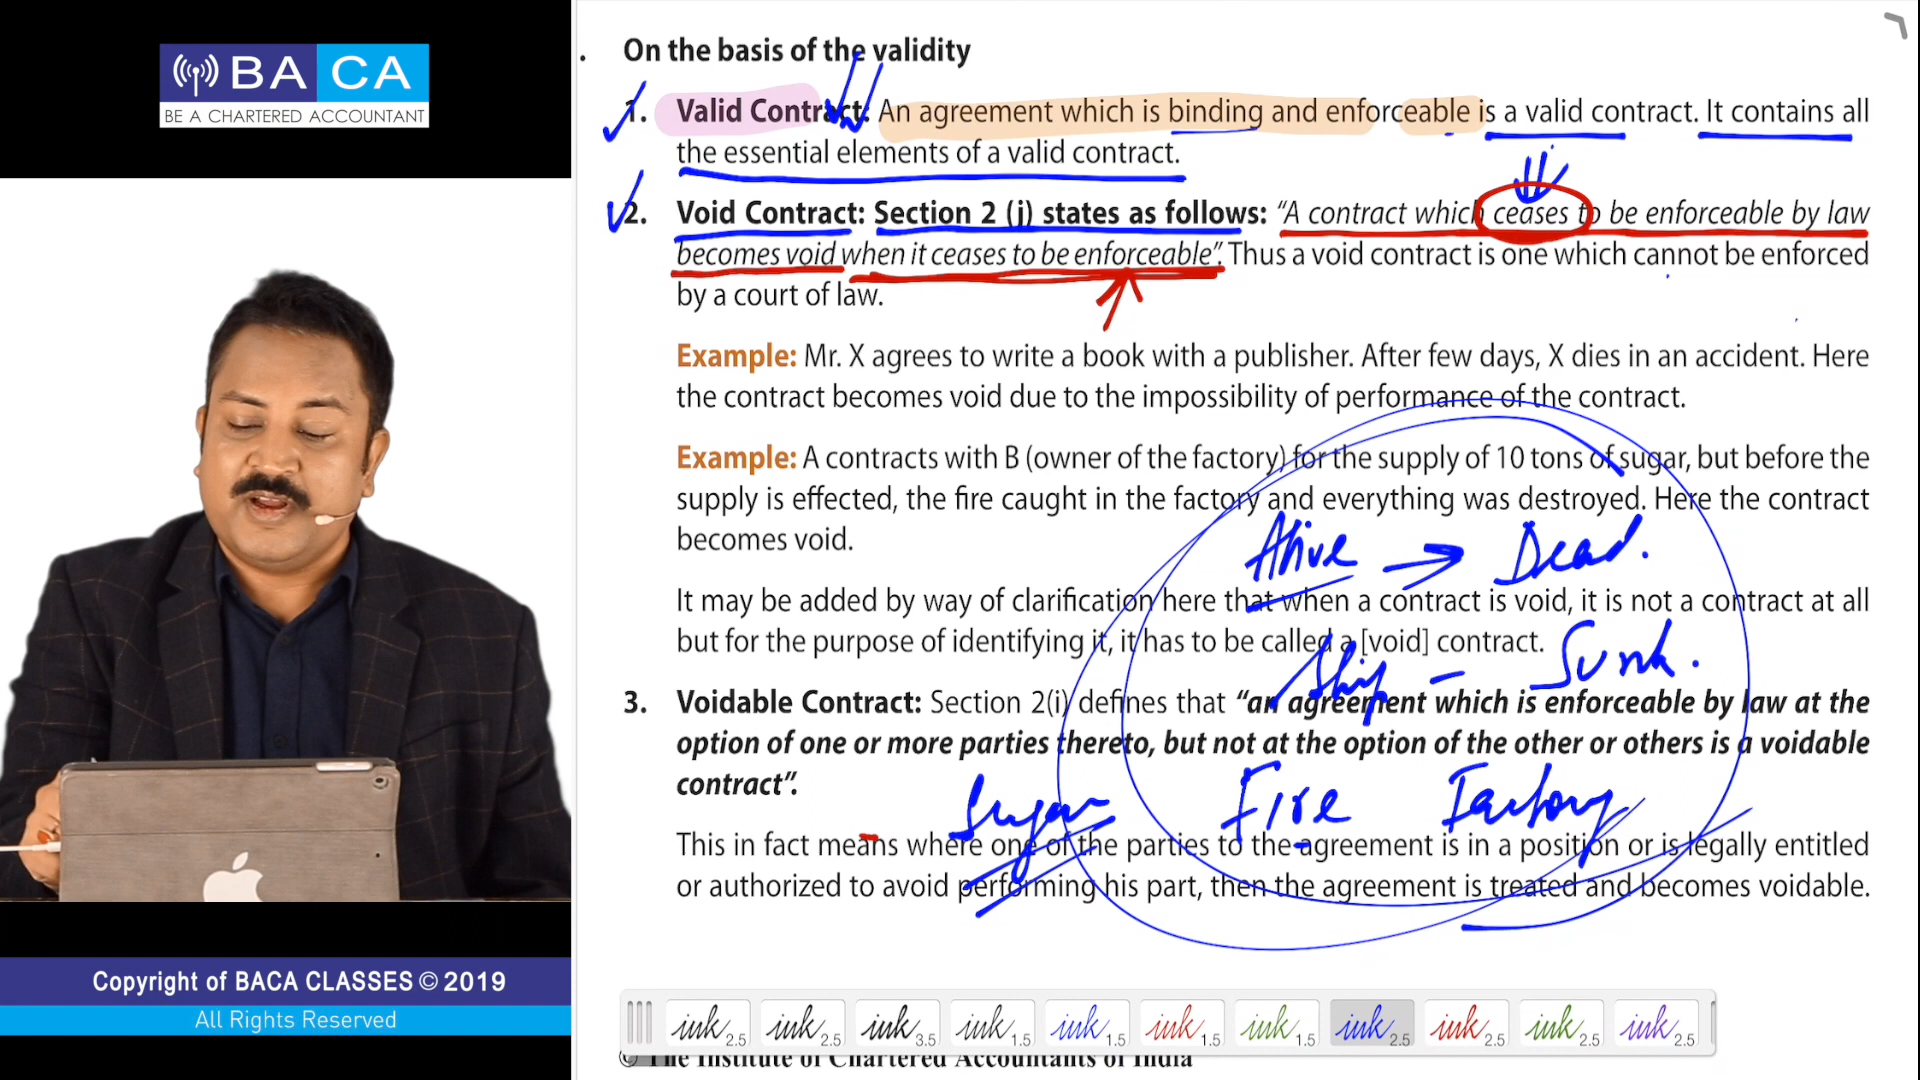 BACA
BE A CHARTERED ACCOUNTANT
On the basis of the validity
1. Valid Contract: An agreement which is binding and enforceable is a valid contract. It contains all
the essential elements of a valid contract.
2. Void Contract: Section 2 (j) states as follows: “A contract which ceases to be enforceable by law
becomes void when it ceases to be enforceable”. Thus a void contract is one which cannot be enforced
by a court of law.
Example: Mr. X agrees to write a book with a publisher. After few days, X dies in an accident. Here
the contract becomes void due to the impossibility of performance of the contract.
Example: A contracts with B (owner of the factory) for the supply of 10 tons of sugar, but before the
supply is effected, the fire caught in the factory and everything was destroyed. Here the contract
becomes void.
Alive → Dead.
It may be added by way of clarification here that when a contract is void, it is not a contract at all
but for the purpose of identifying it, it has to be called a [void] contract.
Ship - Sunk.
3. Voidable Contract: Section 2(i) defines that “an agreement which is enforceable by law at the
option of one or more parties thereto, but not at the option of the other or others is a voidable
contract”.
Sugar Fire Factory
This in fact means where one of the parties to the agreement is in a position or is legally entitled
or authorized to avoid performing his part, then the agreement is treated and becomes voidable.
Copyright of BACA CLASSES © 2019
All Rights Reserved
ink 2.5 ink 2.5 ink 3.5 ink 1.5 ink 1.5 ink 1.5 ink 1.5 ink 2.5 ink 2.5 ink 2.5 ink 2.5
© The Institute of Chartered Accountants of India